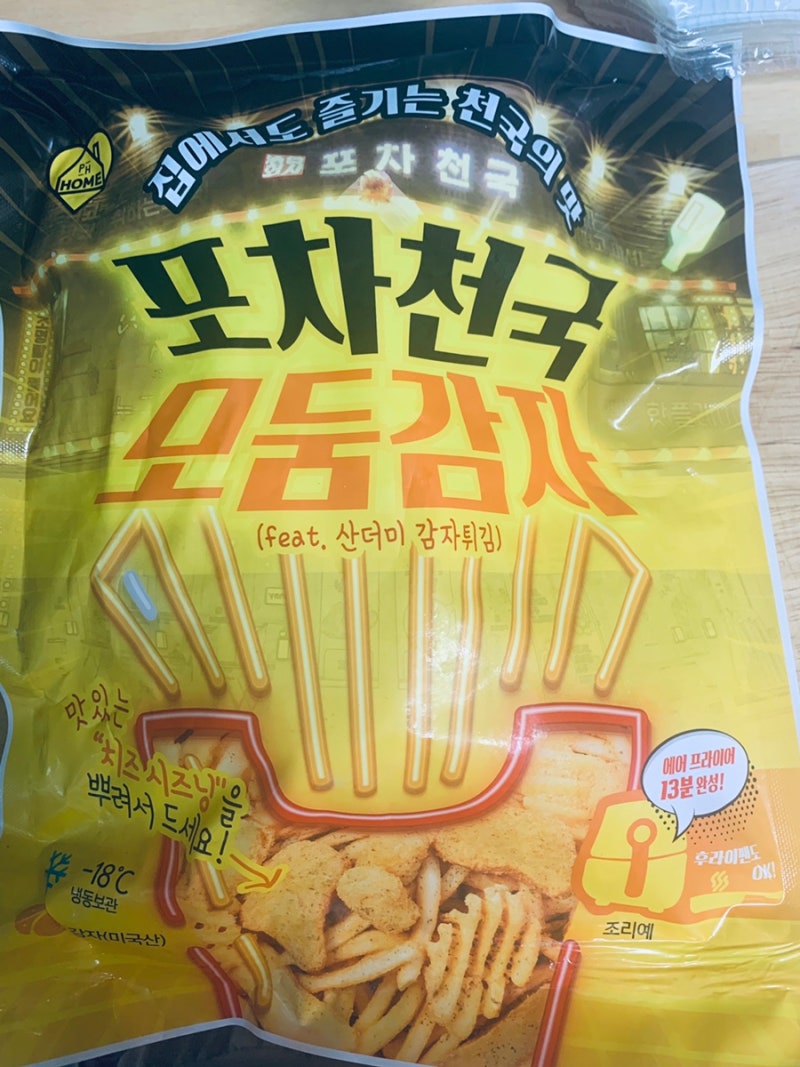 PH
HOME
집에서도 즐기는 천국의 맛
포차천국
포차천국
모둠감자
(feat. 산더미 감자튀김)
맛있는
"치즈 시즈닝"을
뿌려서 드세요!
에어 프라이어
13분 완성!
후라이팬도
OK!
-18℃
냉동보관
감자(미국산)
조리예